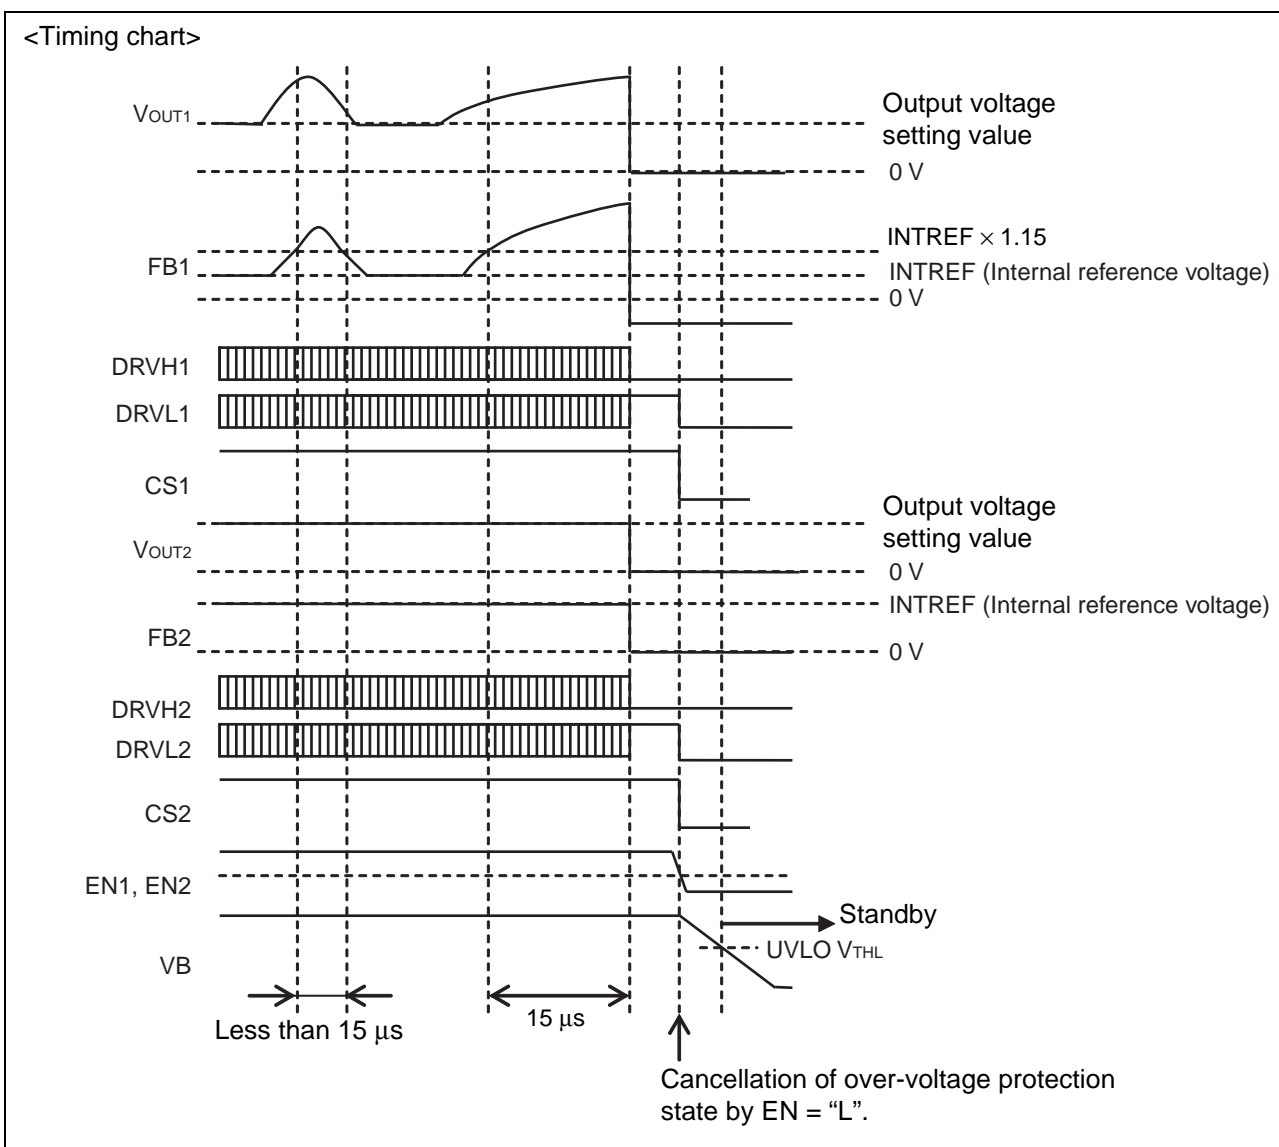 <Timing chart>
VOUT1
Output voltage
setting value
0 V
FB1
INTREF × 1.15
INTREF (Internal reference voltage)
0 V
DRVH1
DRVL1
CS1
Output voltage
setting value
VOUT2
0 V
INTREF (Internal reference voltage)
FB2
0 V
DRVH2
DRVL2
CS2
EN1, EN2
Standby
UVLO VTHL
VB
15 μs
Less than 15 μs
Cancellation of over-voltage protection
state by EN = “L”.